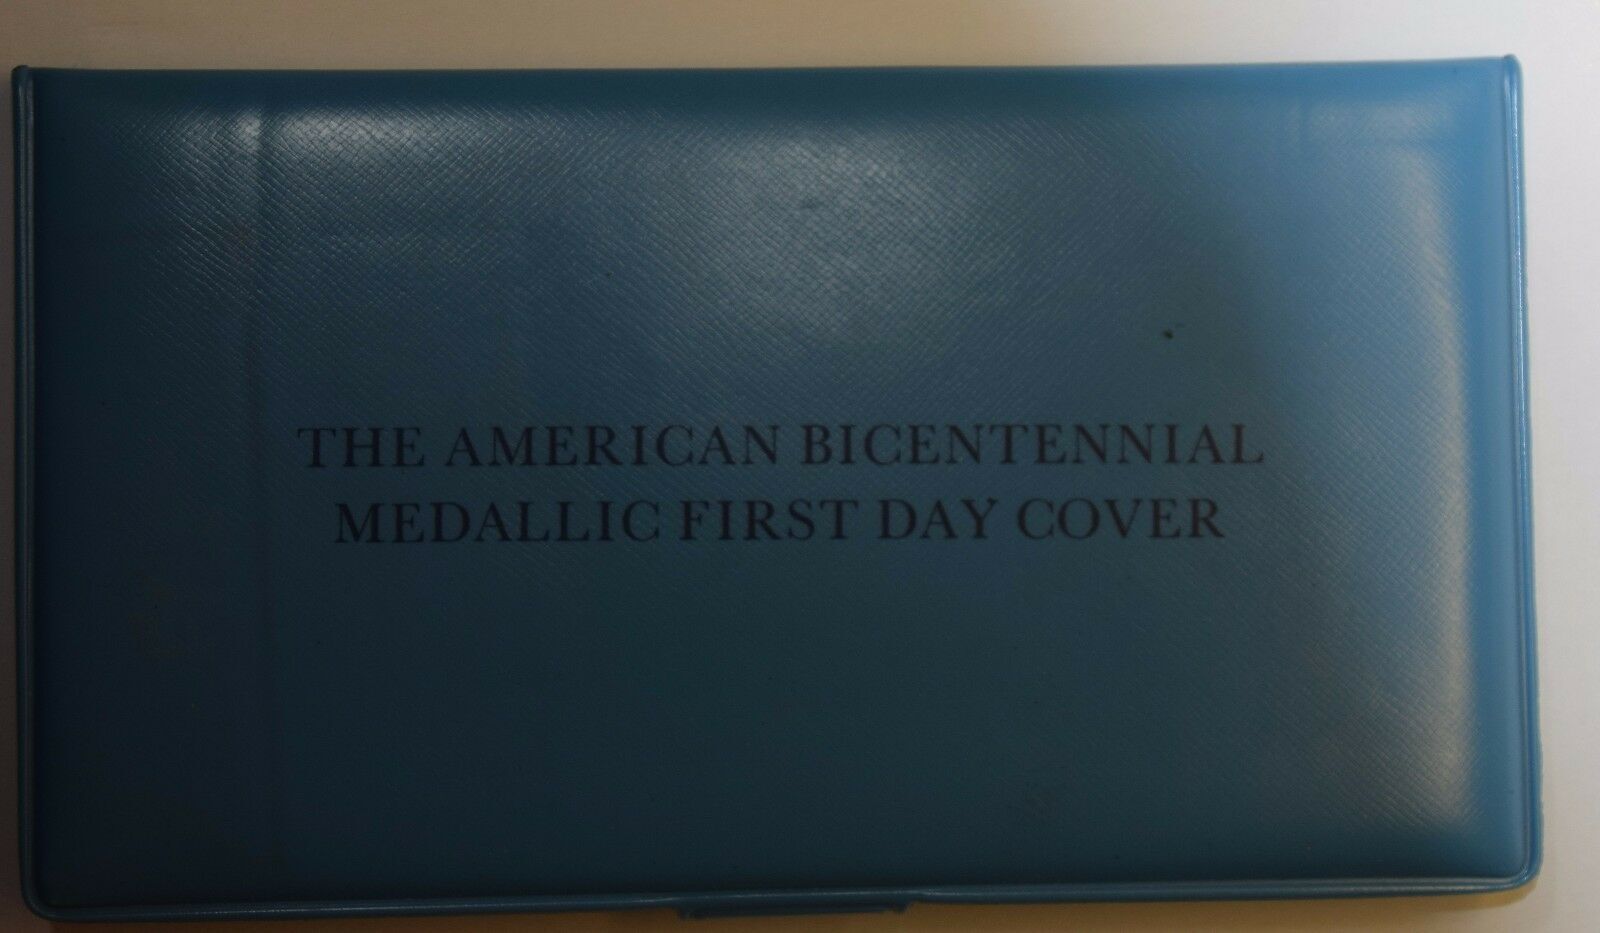 THE AMERICAN BICENTENNIAL
MEDALLIC FIRST DAY COVER